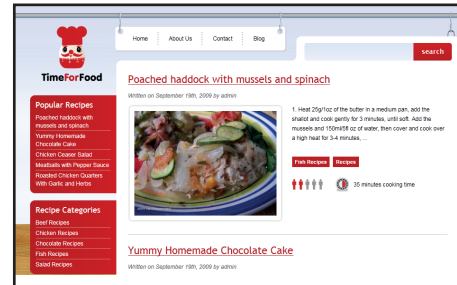 Home
About Us
Contact
Blog
search
TimeForFood
Popular Recipes
Poached haddock with
mussels and spinach
Yummy Homemade
Chocolate Cake
Chicken Ceaser Salad
Meatballs with Pepper Sauce
Roasted Chicken Quarters
With Garlic and Herbs
Recipe Categories
Beef Recipes
Chicken Recipes
Chocolate Recipes
Fish Recipes
Salad Recipes
Poached haddock with mussels and spinach
Written on September 19th, 2009 by admin
1. Heat 25g/1oz of the butter in a medium pan, add the
shallot and cook gently for 3 minutes, until soft. Add the
mussels and 150ml/5fl oz of water, then cover and cook over
a high heat for 3-4 minutes, ...
Fish Recipes
Recipes
35 minutes cooking time
Yummy Homemade Chocolate Cake
Written on September 19th, 2009 by admin